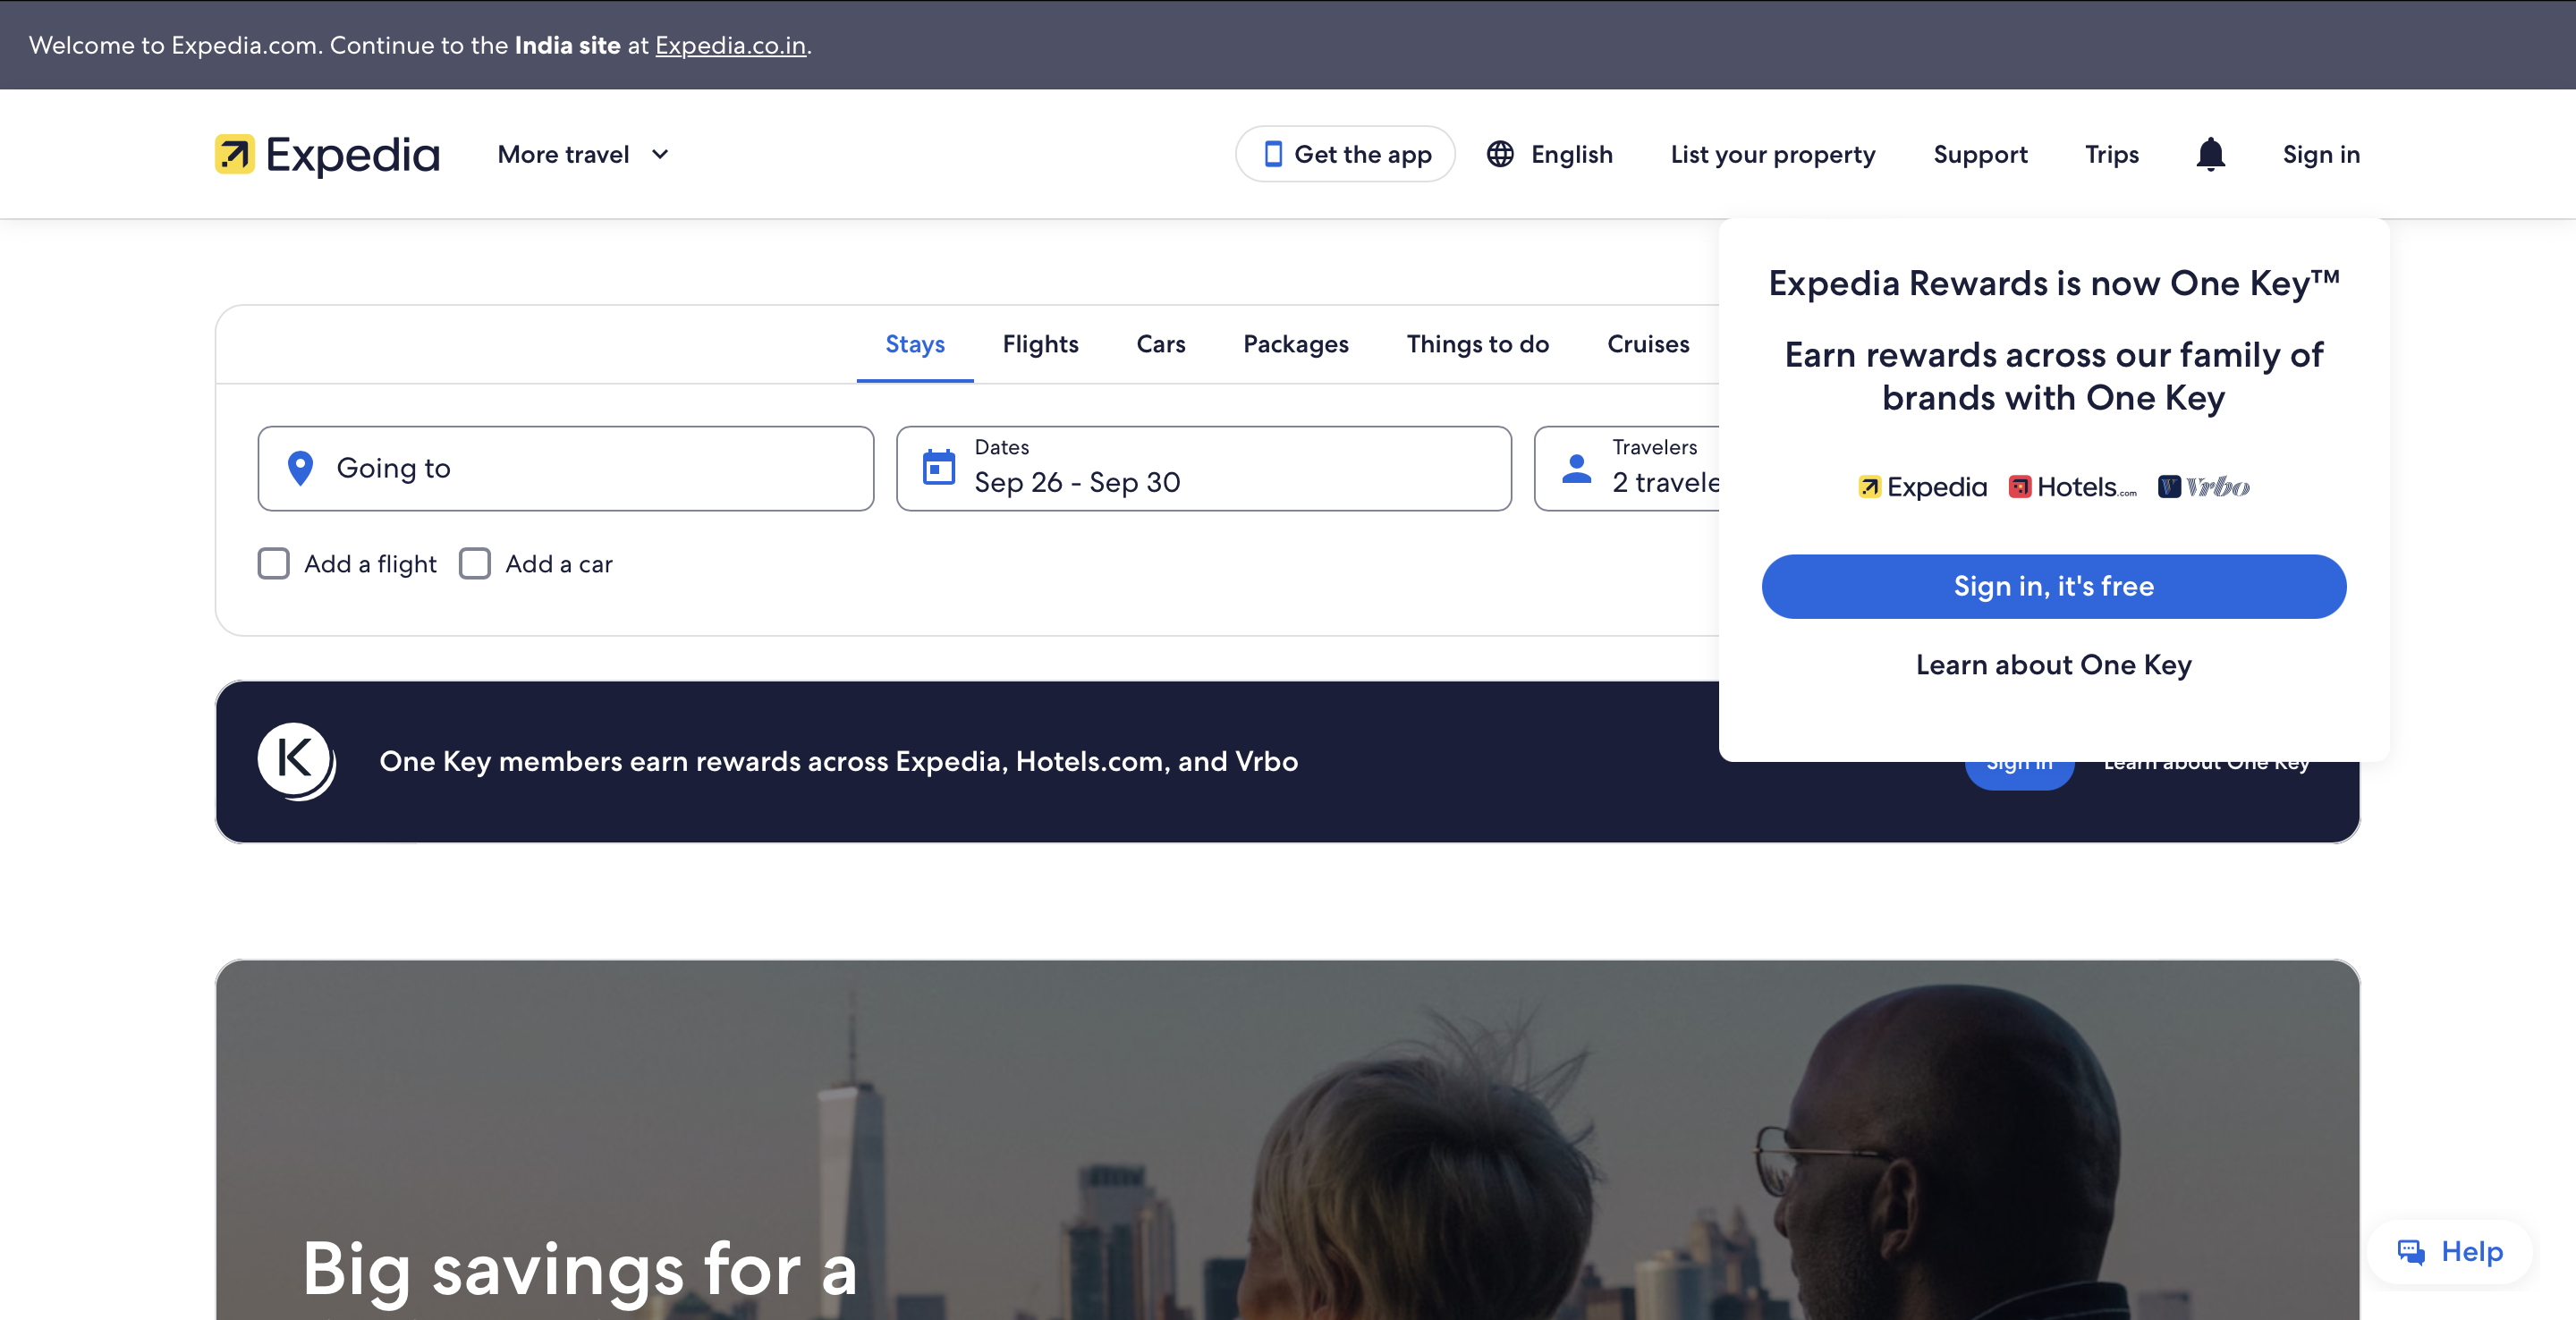 Welcome to Expedia.com. Continue to the India site at Expedia.co.in.
Expedia
More travel
Get the app
English
List your property
Support
Trips
Sign in
Expedia Rewards is now One Key™
Earn rewards across our family of
brands with One Key
Expedia Hotels.com Vrbo
Sign in, it's free
Learn about One Key
Stays
Flights
Cars
Packages
Things to do
Cruises
Going to
Dates
Sep 26 - Sep 30
Travelers
2 travele
Add a flight
Add a car
K
One Key members earn rewards across Expedia, Hotels.com, and Vrbo
Sign in
Learn about One Key
Big savings for a
Help